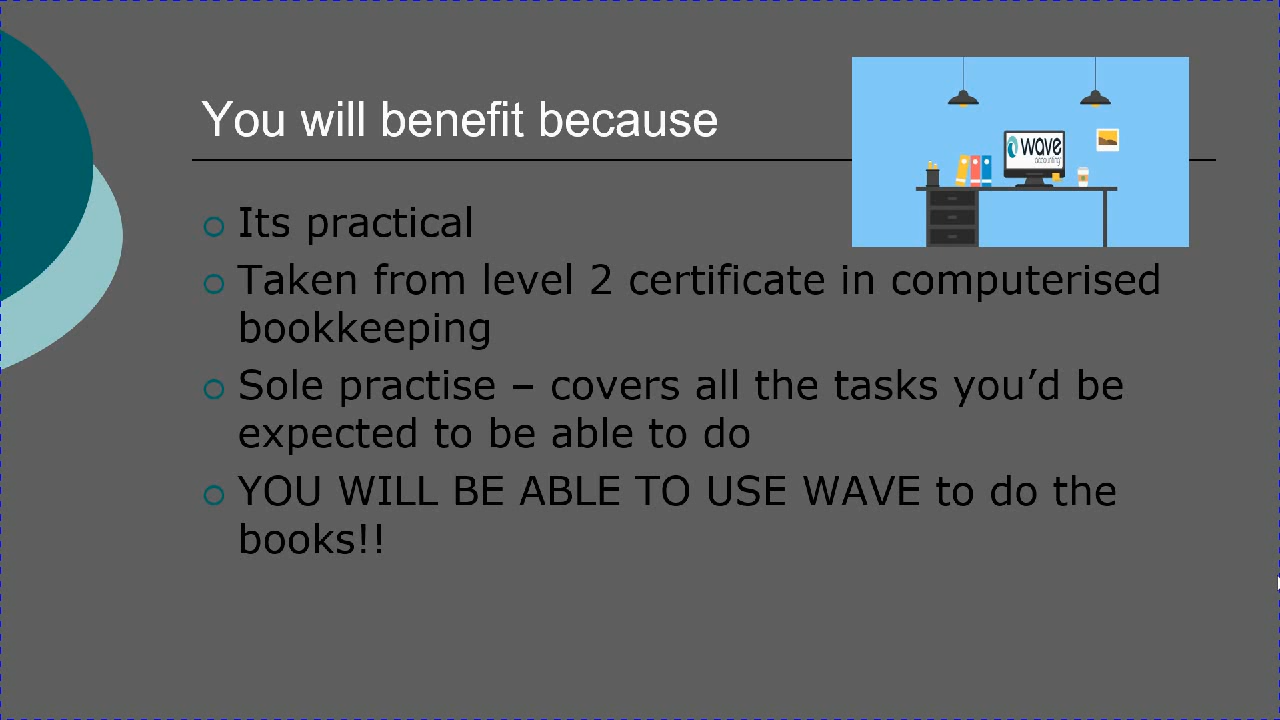 You will benefit because
wave
accounting
Its practical
Taken from level 2 certificate in computerised
bookkeeping
Sole practise – covers all the tasks you’d be
expected to be able to do
YOU WILL BE ABLE TO USE WAVE to do the
books!!